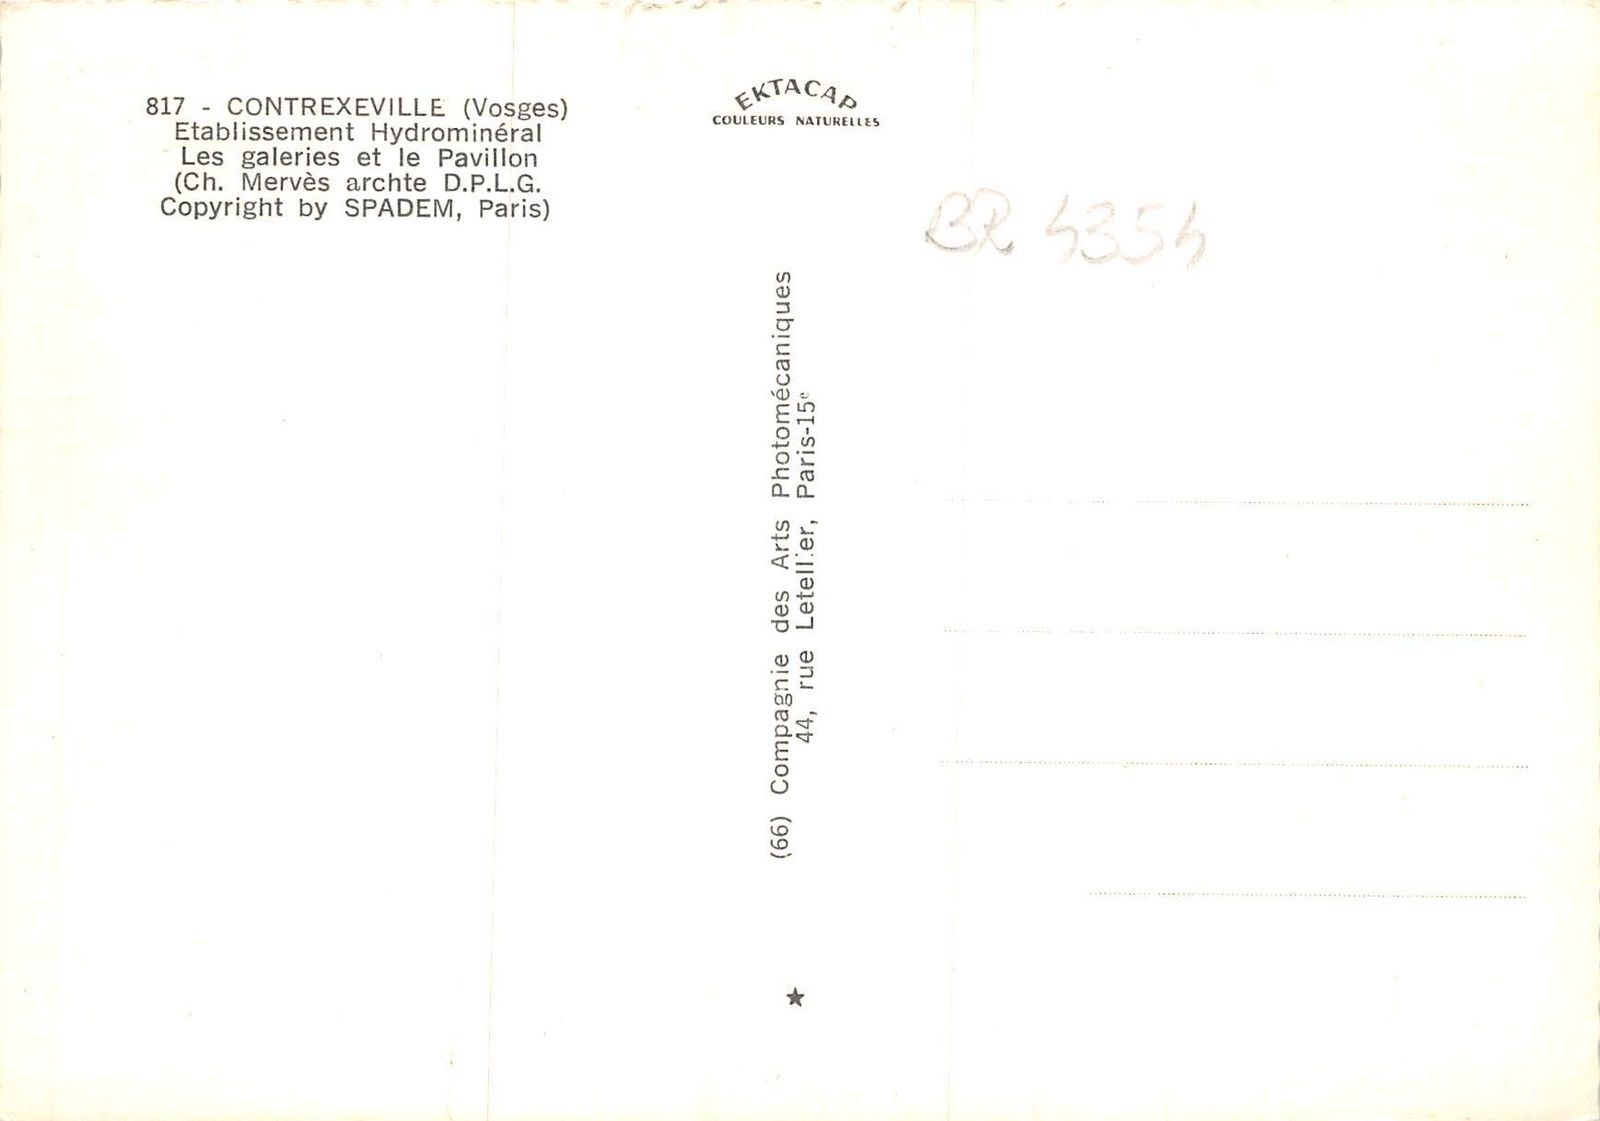 817 - CONTREXEVILLE (Vosges)
Etablissement Hydrominéral
Les galeries et le Pavillon
(Ch. Mervès archte D.P.L.G.
Copyright by SPADEM, Paris)
EKTACAP
COULEURS NATURELLES
BR 4354
(66) Compagnie des Arts Photomécaniques
44, rue Letellier, Paris-15e